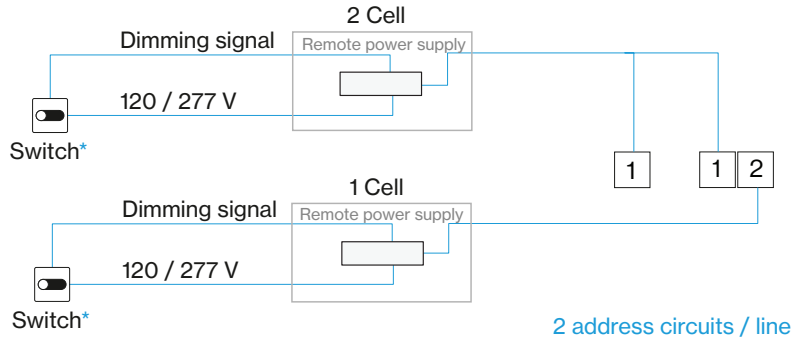 2 Cell
Dimming signal
Remote power supply
120 / 277 V
Switch*
1
1 2
1 Cell
Dimming signal
Remote power supply
120 / 277 V
Switch*
2 address circuits / line